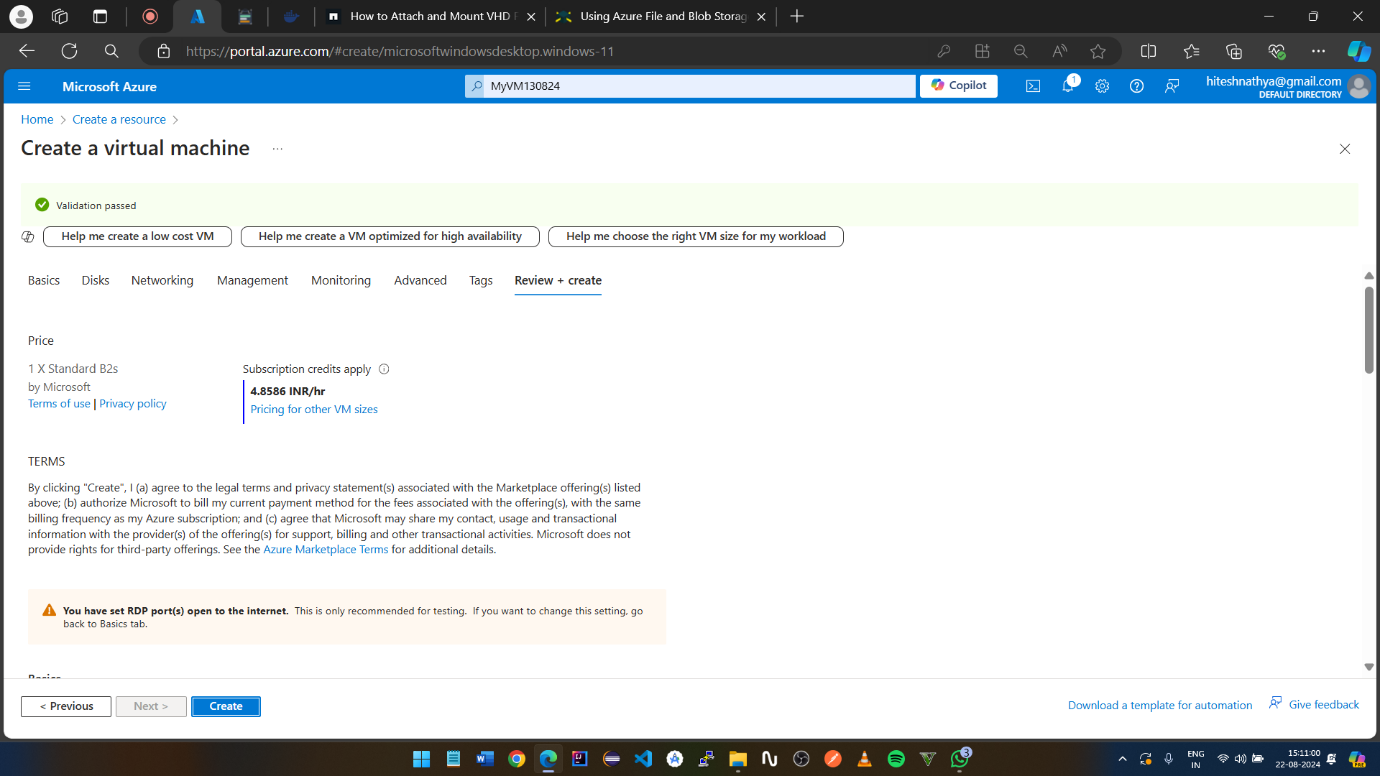 How to Attach and Mount VHD F
Using Azure File and Blob Storag
https://portal.azure.com/#create/microsoftwindowsdesktop.windows-11
Microsoft Azure
MyVM130824
Copilot
1
hiteshnathya@gmail.com
DEFAULT DIRECTORY
Home > Create a resource >
Create a virtual machine ...
Validation passed
Help me create a low cost VM
Help me create a VM optimized for high availability
Help me choose the right VM size for my workload
Basics Disks Networking Management Monitoring Advanced Tags Review + create
Price
1 X Standard B2s
by Microsoft
Terms of use | Privacy policy
Subscription credits apply
4.8586 INR/hr
Pricing for other VM sizes
TERMS
By clicking "Create", I (a) agree to the legal terms and privacy statement(s) associated with the Marketplace offering(s) listed
above; (b) authorize Microsoft to bill my current payment method for the fees associated with the offering(s), with the same
billing frequency as my Azure subscription; and (c) agree that Microsoft may share my contact, usage and transactional
information with the provider(s) of the offering(s) for support, billing and other transactional activities. Microsoft does not
provide rights for third-party offerings. See the Azure Marketplace Terms for additional details.
You have set RDP port(s) open to the internet. This is only recommended for testing. If you want to change this setting, go
back to Basics tab.
Basics
< Previous
Next >
Create
Download a template for automation
Give feedback
3
ENG
IN
15:11:00
22-08-2024